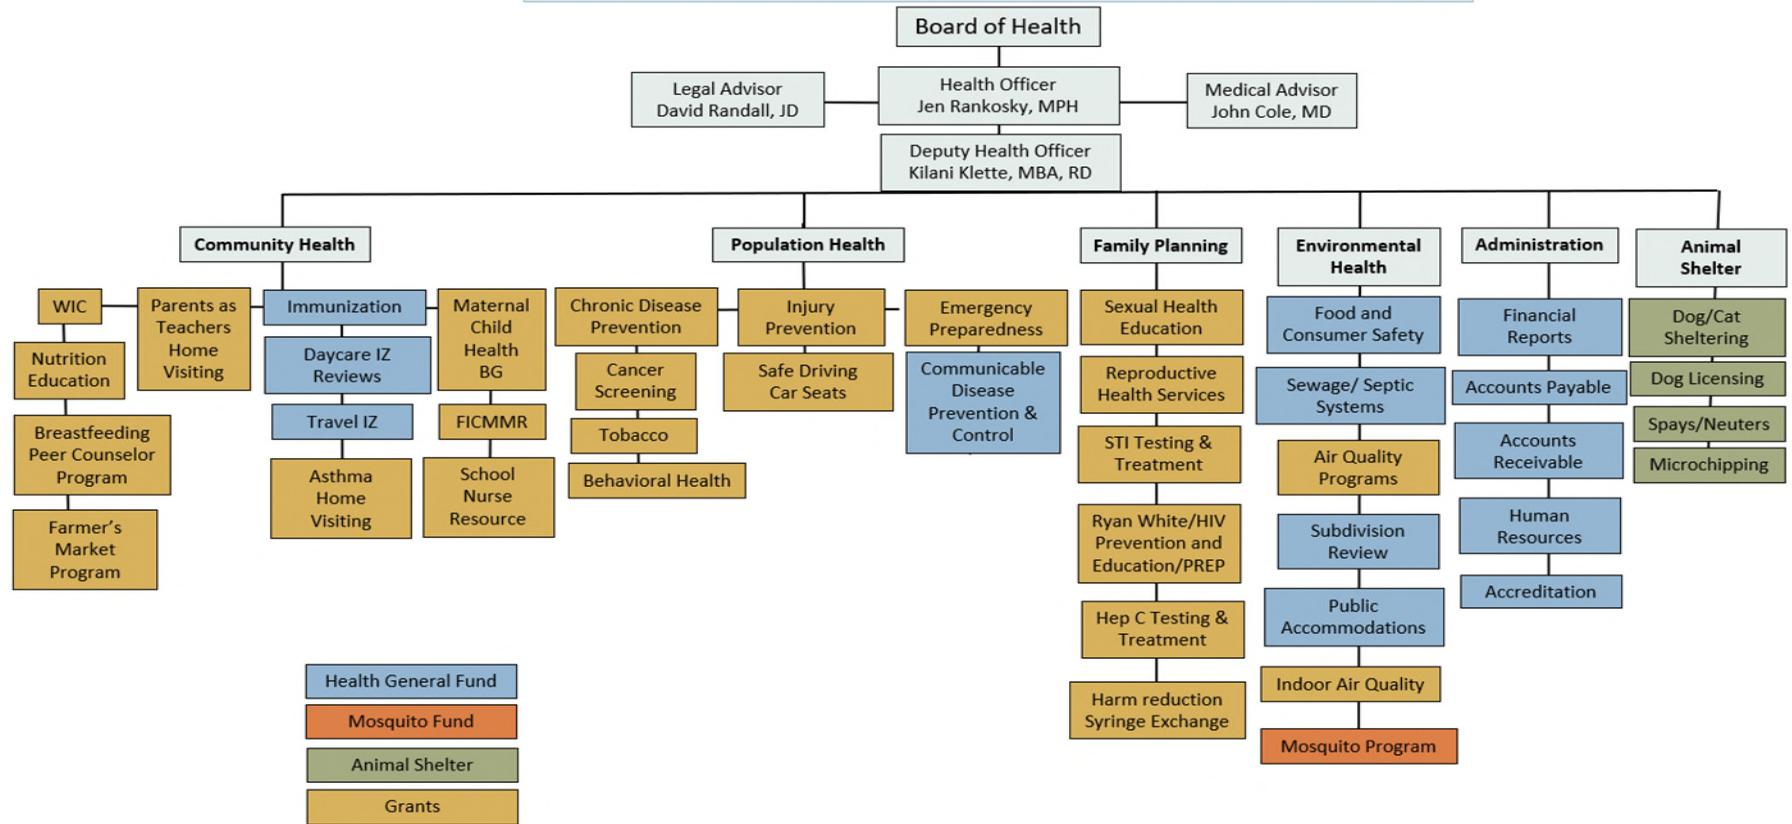 Board of Health
Legal Advisor
David Randall, JD
Health Officer
Jen Rankosky, MPH
Medical Advisor
John Cole, MD
Deputy Health Officer
Kilani Klette, MBA, RD
Community Health
Population Health
Family Planning
Environmental
Health
Administration
Animal
Shelter
WIC
Nutrition
Education
Breastfeeding
Peer Counselor
Program
Farmer's
Market
Program
Parents as
Teachers
Home
Visiting
Immunization
Daycare IZ
Reviews
Travel IZ
Asthma
Home
Visiting
Maternal
Child
Health
BG
FICMMR
School
Nurse
Resource
Chronic Disease
Prevention
Cancer
Screening
Tobacco
Behavioral Health
Injury
Prevention
Safe Driving
Car Seats
Emergency
Preparedness
Communicable
Disease
Prevention &
Control
Sexual Health
Education
Reproductive
Health Services
STI Testing &
Treatment
Ryan White/HIV
Prevention and
Education/PREP
Hep C Testing &
Treatment
Harm reduction
Syringe Exchange
Food and
Consumer Safety
Sewage/ Septic
Systems
Air Quality
Programs
Subdivision
Review
Public
Accommodations
Indoor Air Quality
Mosquito Program
Financial
Reports
Accounts Payable
Accounts
Receivable
Human
Resources
Accreditation
Dog/Cat
Sheltering
Dog Licensing
Spays/Neuters
Microchipping
Health General Fund
Mosquito Fund
Animal Shelter
Grants